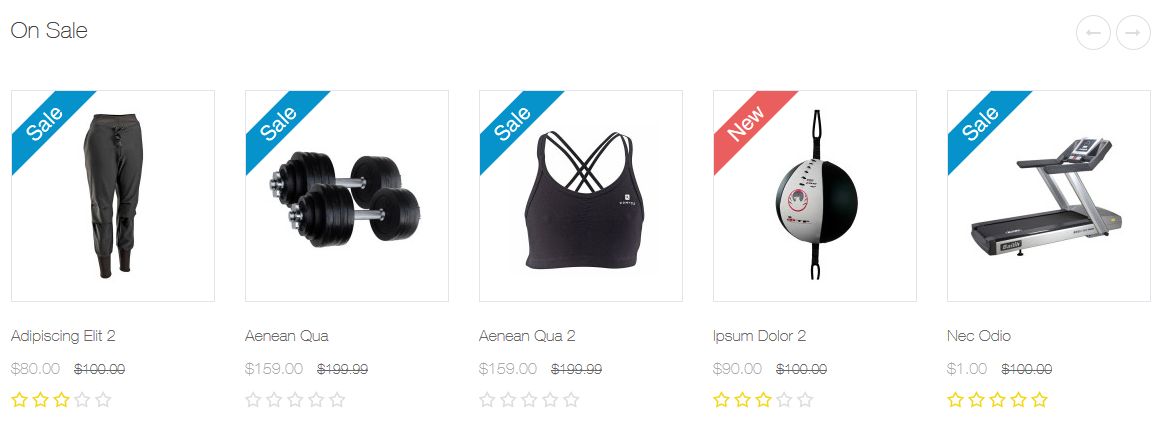 On Sale
Sale
Sale
Sale
New
Sale
Adipiscing Elit 2
Aenean Qua
Aenean Qua 2
Ipsum Dolor 2
Nec Odio
$80.00 $100.00
$159.00 $199.99
$159.00 $199.99
$90.00 $100.00
$1.00 $100.00